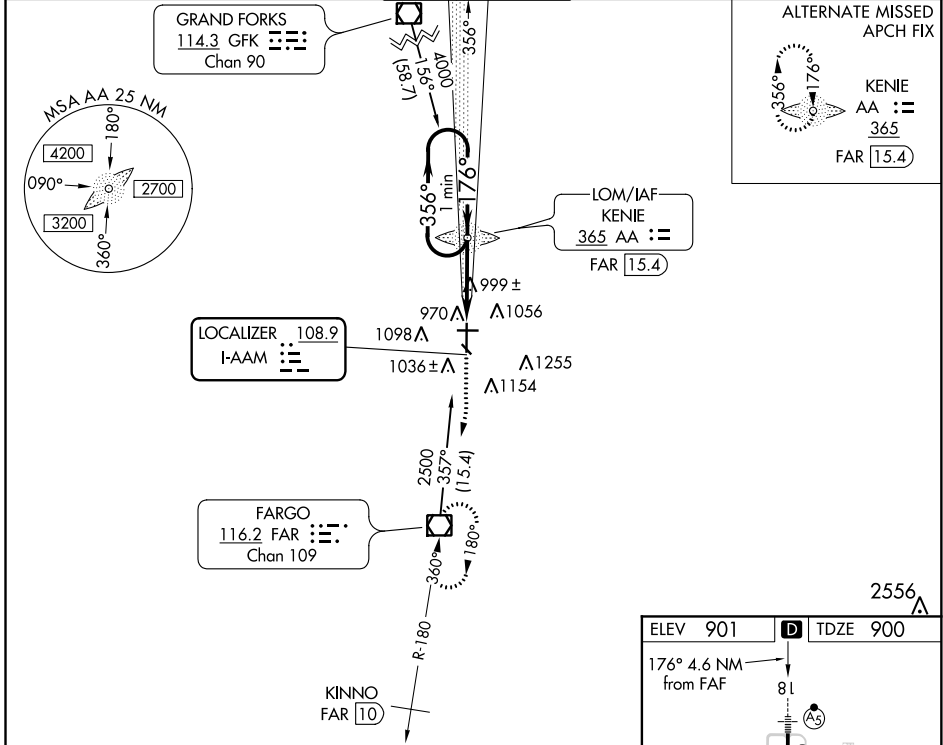 GRAND FORKS
114.3 GFK
Chan 90
156°
(58.7)
4000
356°
ALTERNATE MISSED
APCH FIX
356°
176°
KENIE
AA
365
FAR 15.4
MSA AA 25 NM
180°
4200
090°
2700
3200
360°
356°
1 min
176°
LOM/IAF
KENIE
365 AA
FAR 15.4
999 ±
970
1056
LOCALIZER 108.9
I-AAM
1098
1036 ±
1255
1154
2500
357°
(15.4)
FARGO
116.2 FAR
Chan 109
360°
180°
R-180
KINNO
FAR 10
2556
ELEV 901
D
TDZE 900
176° 4.6 NM
from FAF
18
A5